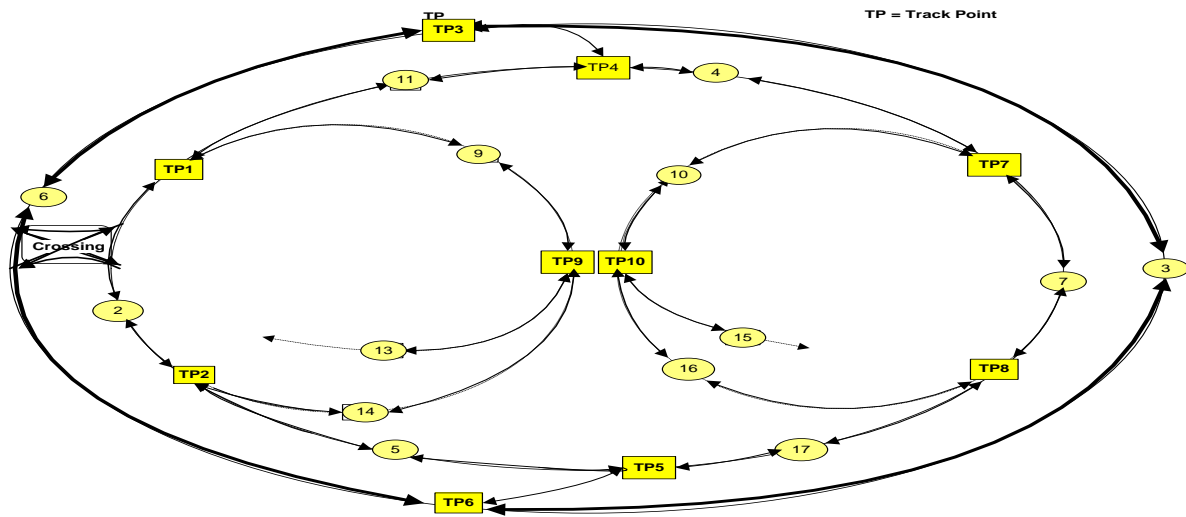 TP
TP = Track Point
TP3
TP4
4
11
9
10
TP1
TP7
6
Crossing
TP9
TP10
3
7
2
15
13
16
TP8
TP2
14
5
17
TP5
TP6